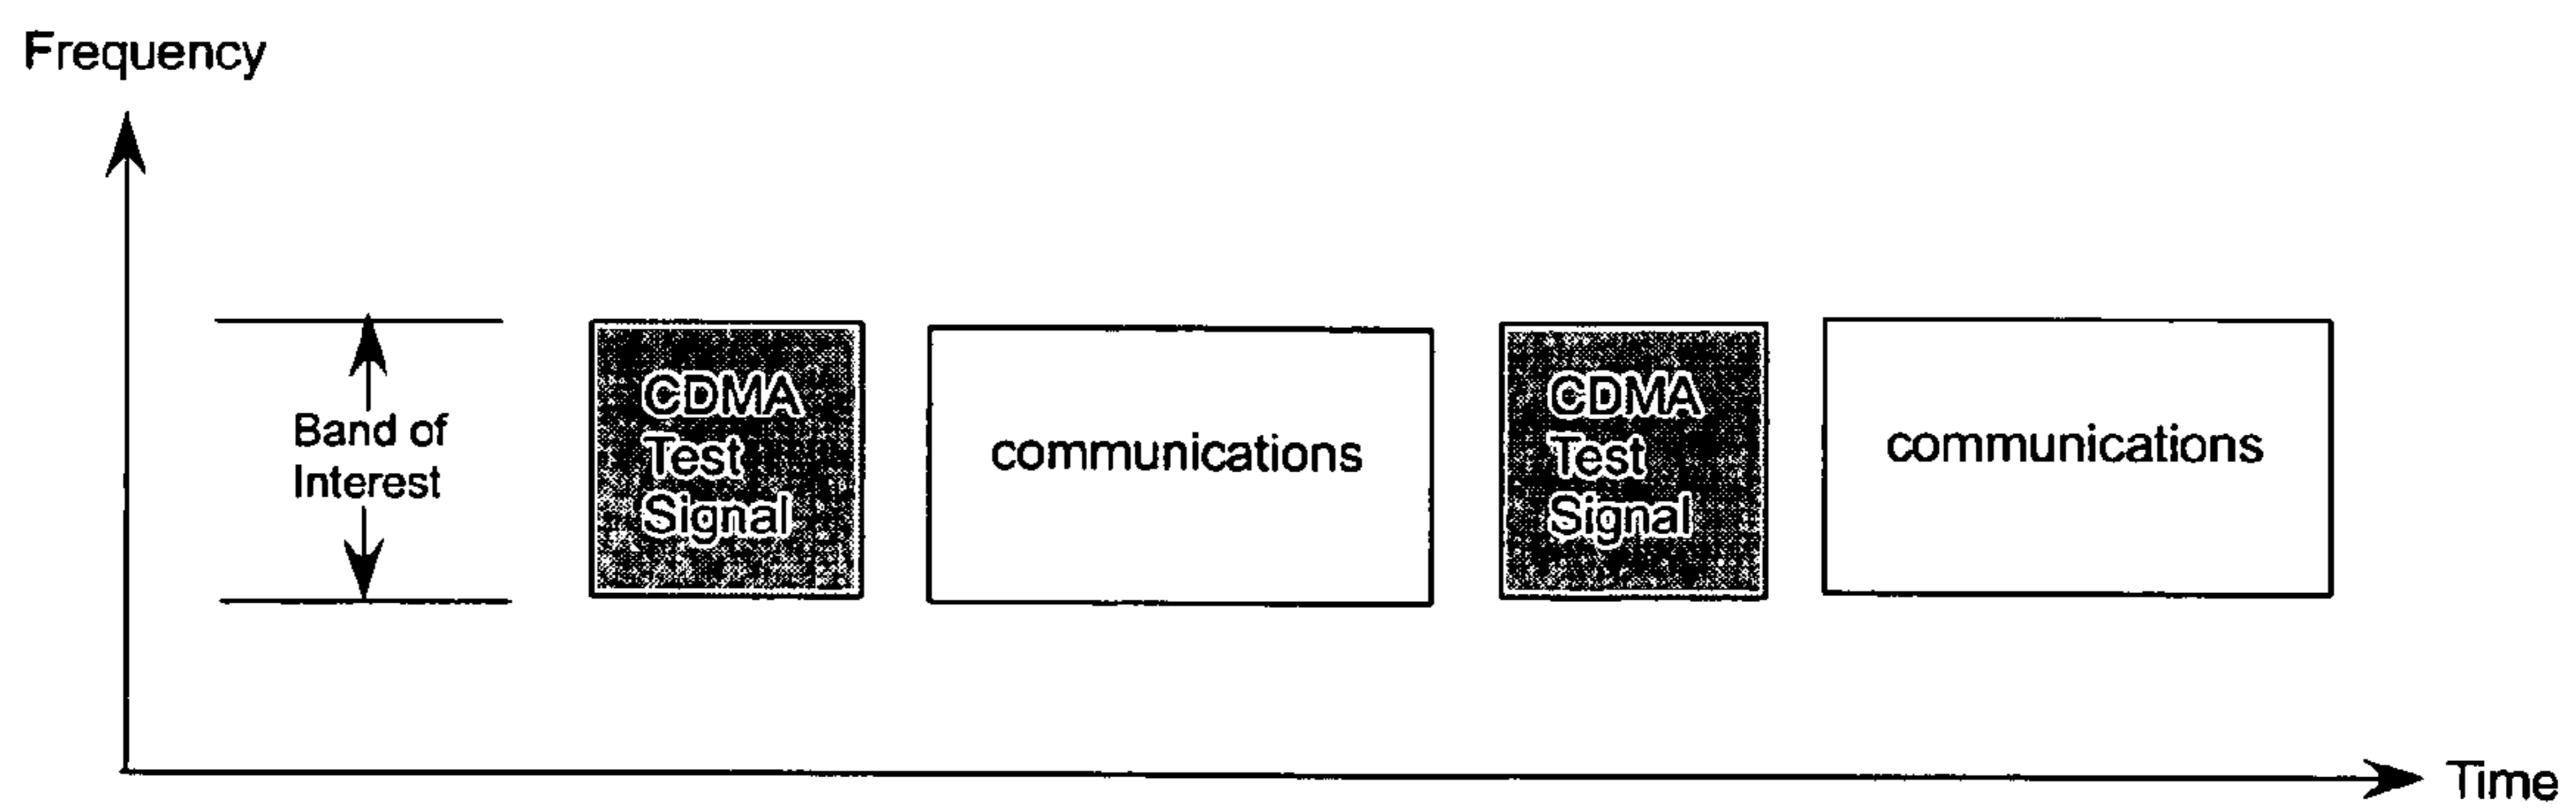 Frequency
Band of
Interest
CDMA
Test
Signal
communications
CDMA
Test
Signal
communications
Time